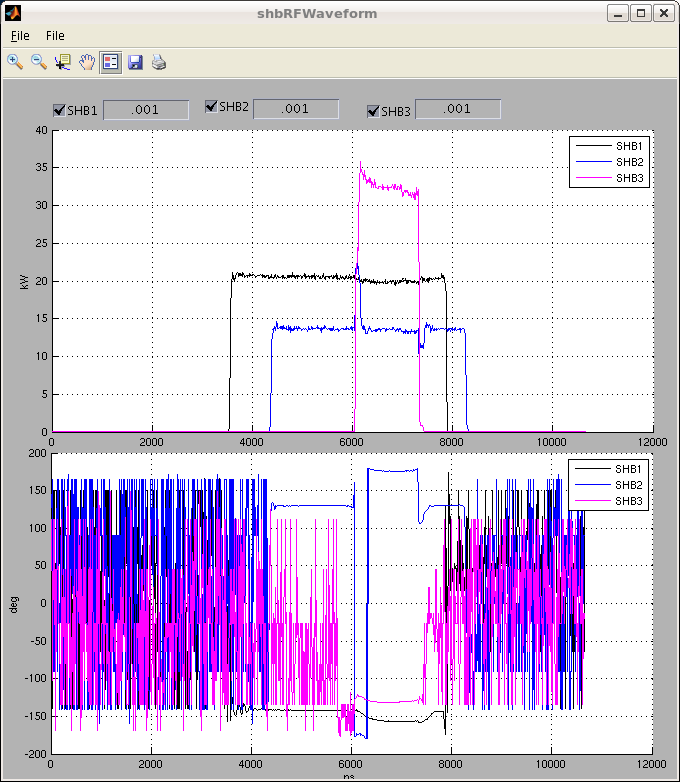 shbRFWaveform
File File
SHB1 .001 SHB2 .001 SHB3 .001
40
35
30
25
20
15
10
5
0
kW
0 2000 4000 6000 8000 10000 12000
SHB1
SHB2
SHB3
200
150
100
50
0
-50
-100
-150
-200
deg
0 2000 4000 6000 8000 10000 12000
ns
SHB1
SHB2
SHB3